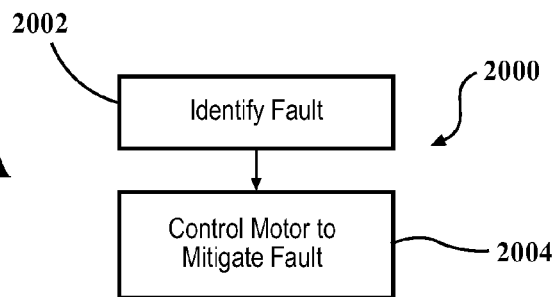 2002
2000
Identify Fault
Control Motor to
Mitigate Fault
2004